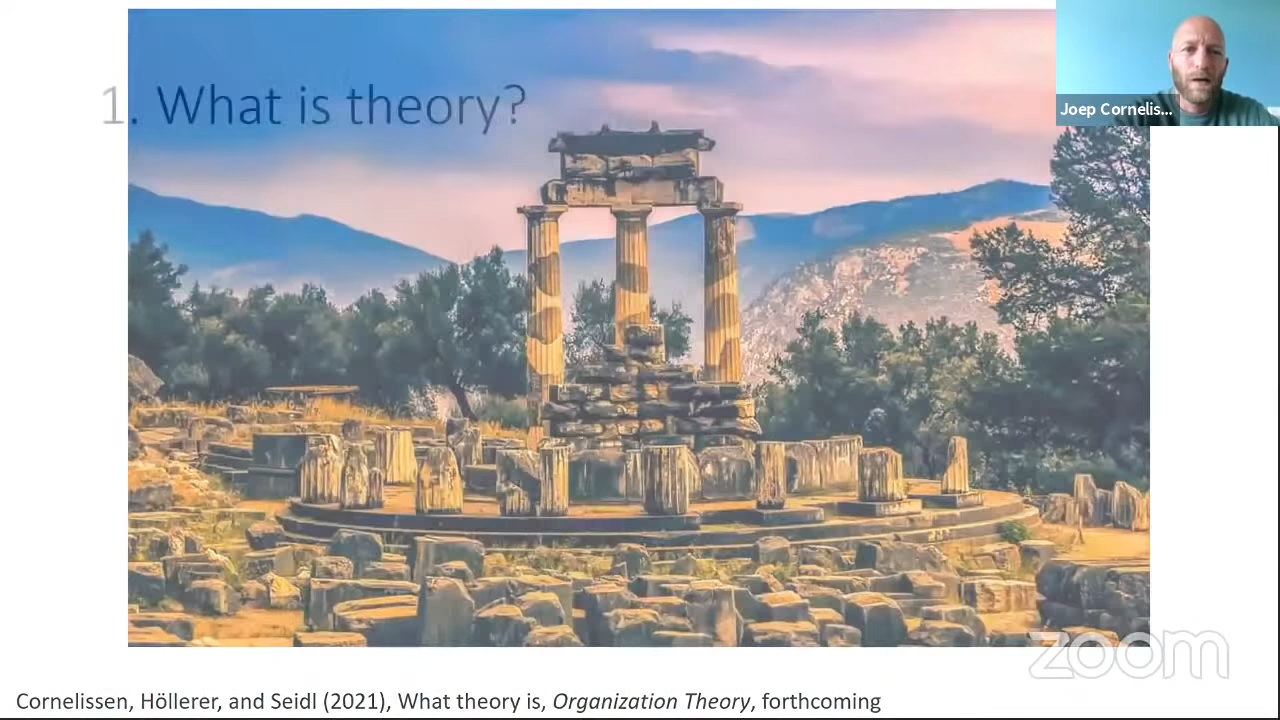 1. What is theory?
Joep Cornelis...
zoom
Cornelissen, Höllerer, and Seidl (2021), What theory is, Organization Theory, forthcoming